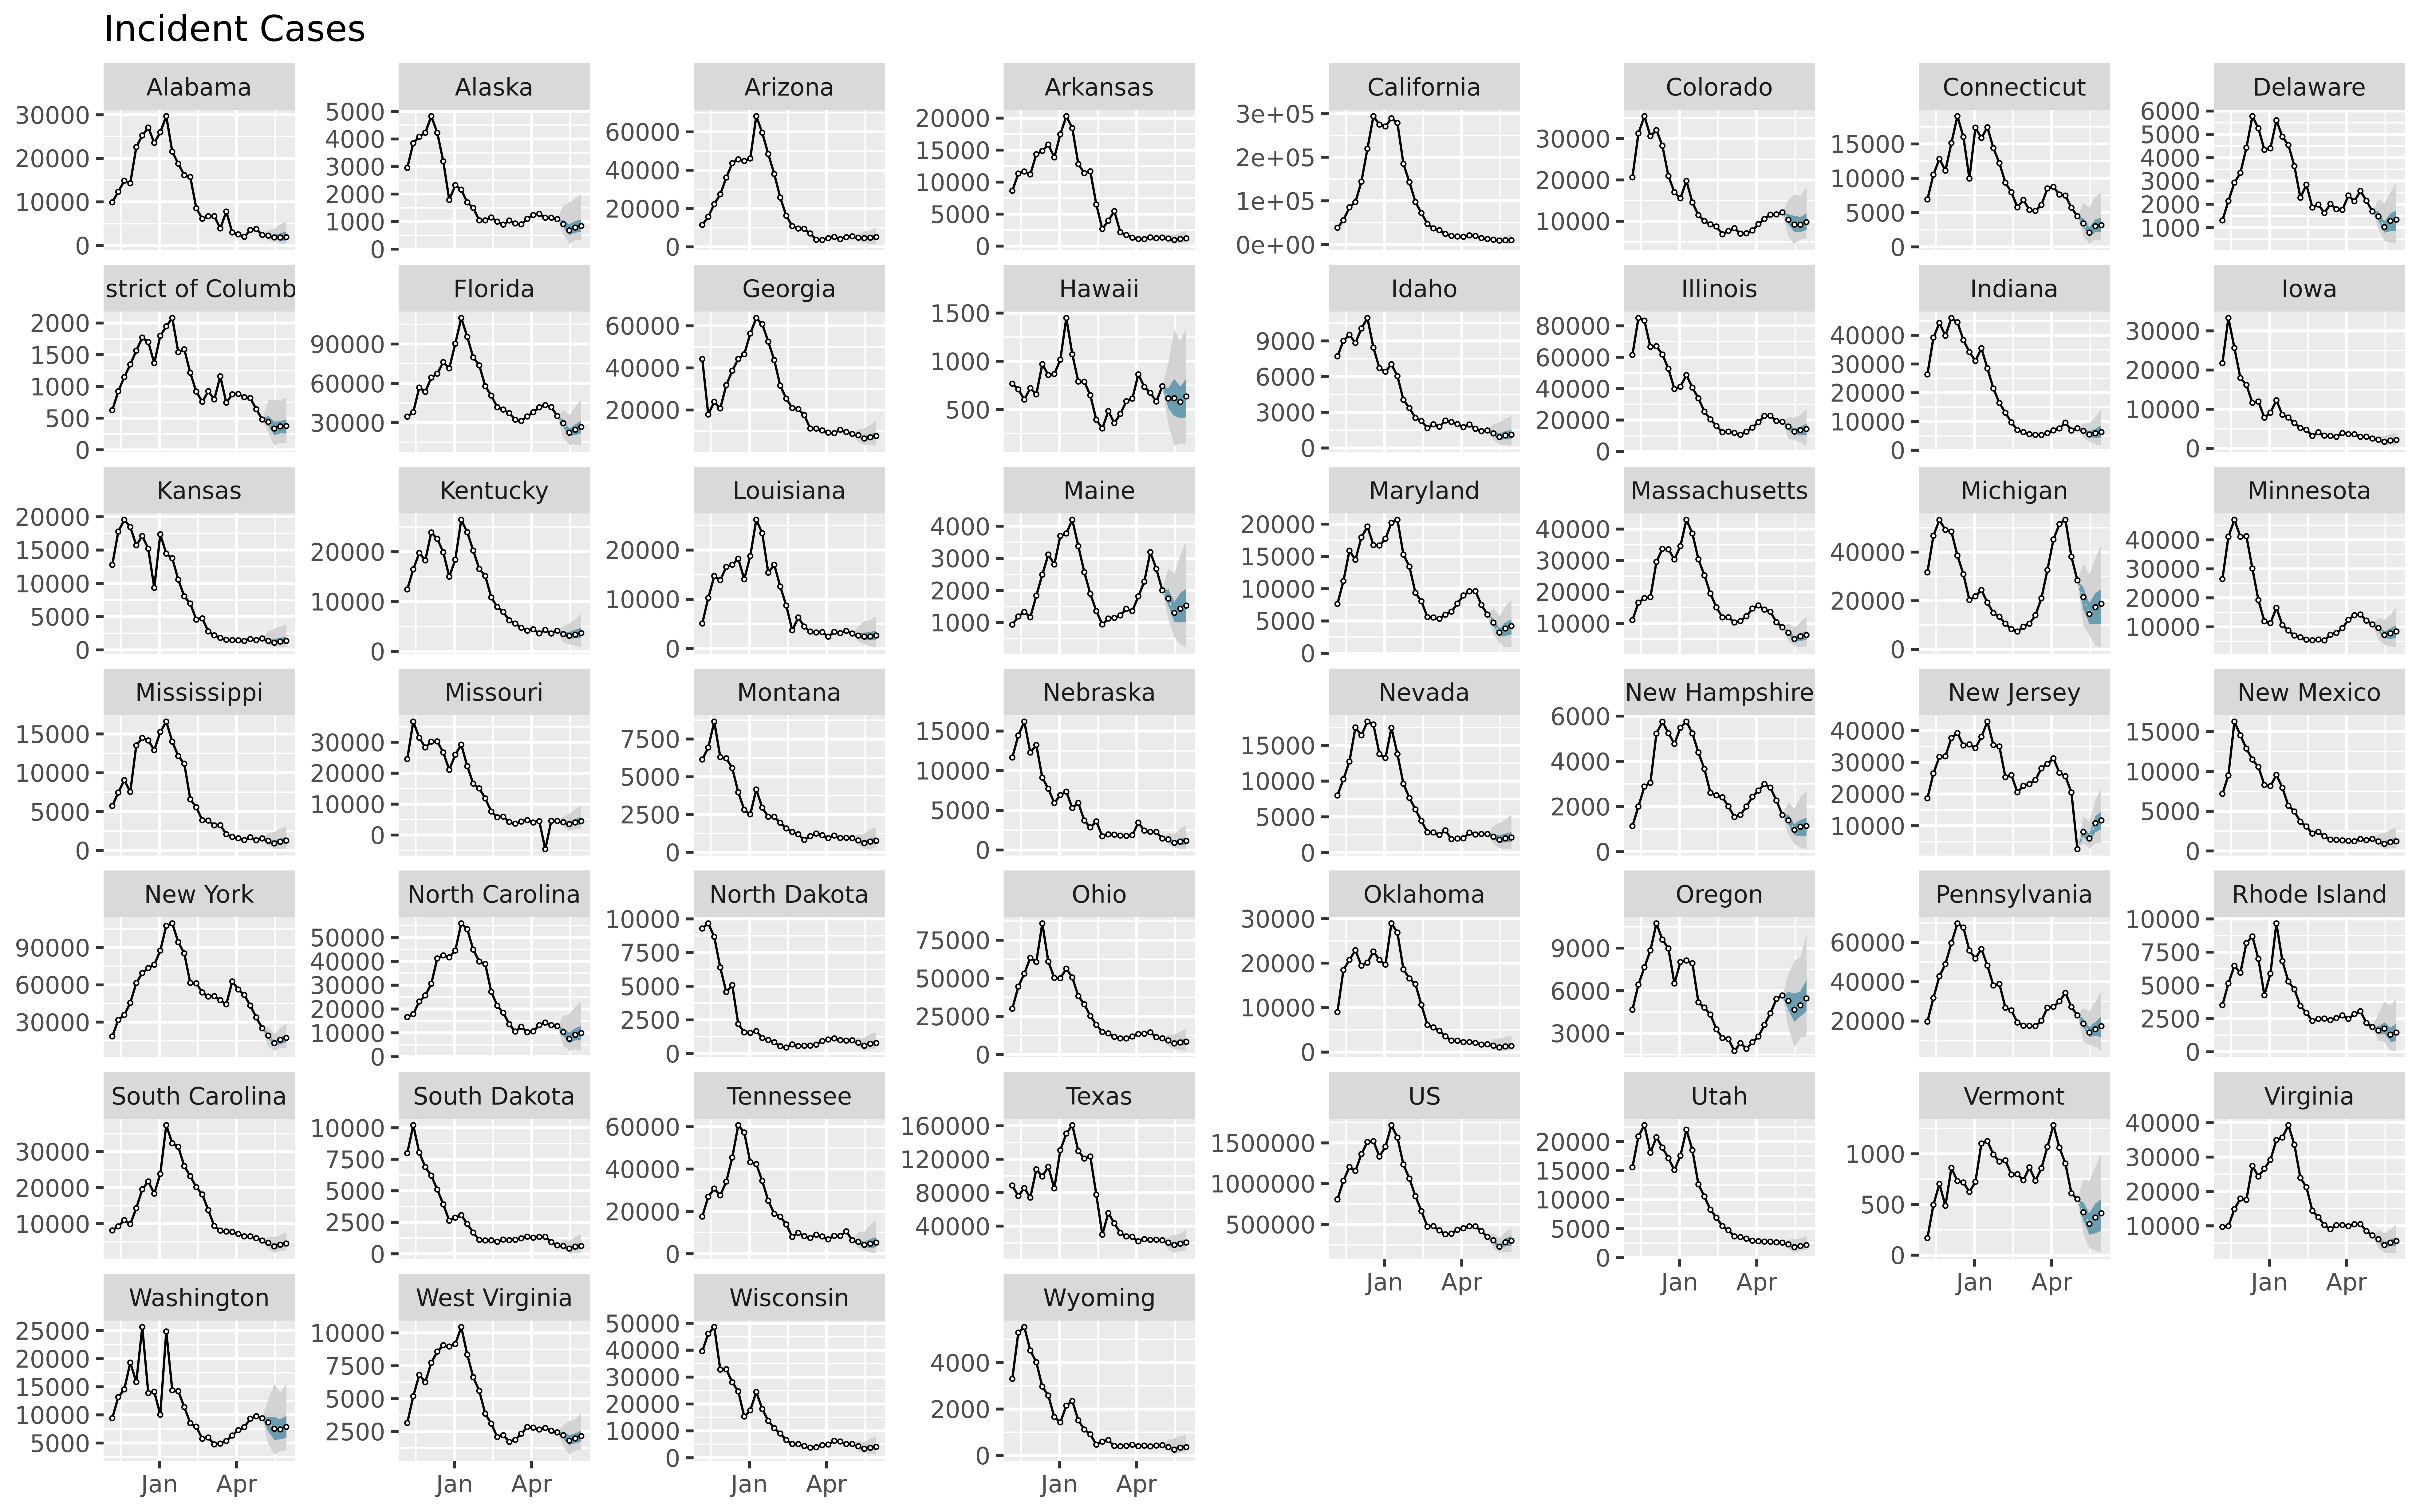 Incident Cases
Alabama Alaska Arizona Arkansas California Colorado Connecticut Delaware
30000 20000 10000 0
5000 4000 3000 2000 1000 0
60000 40000 20000 0
20000 15000 10000 5000 0
3e+05 2e+05 1e+05 0e+00
30000 20000 10000
15000 10000 5000 0
6000 5000 4000 3000 2000 1000
strict of Columb Florida Georgia Hawaii Idaho Illinois Indiana Iowa
2000 1500 1000 500 0
90000 60000 30000
60000 40000 20000
1500 1000 500
9000 6000 3000 0
80000 60000 40000 20000 0
40000 30000 20000 10000 0
30000 20000 10000 0
Kansas Kentucky Louisiana Maine Maryland Massachusetts Michigan Minnesota
20000 15000 10000 5000 0
20000 10000 0
20000 10000 0
4000 3000 2000 1000
20000 15000 10000 5000 0
40000 30000 20000 10000
40000 20000 0
40000 30000 20000 10000
Mississippi Missouri Montana Nebraska Nevada New Hampshire New Jersey New Mexico
15000 10000 5000 0
30000 20000 10000 0
7500 5000 2500 0
15000 10000 5000 0
15000 10000 5000 0
6000 4000 2000 0
40000 30000 20000 10000
15000 10000 5000 0
New York North Carolina North Dakota Ohio Oklahoma Oregon Pennsylvania Rhode Island
90000 60000 30000
50000 40000 30000 20000 10000 0
10000 7500 5000 2500 0
75000 50000 25000 0
30000 20000 10000 0
9000 6000 3000
60000 40000 20000
10000 7500 5000 2500 0
South Carolina South Dakota Tennessee Texas US Utah Vermont Virginia
30000 20000 10000
10000 7500 5000 2500 0
60000 40000 20000 0
160000 120000 80000 40000
1500000 1000000 500000
20000 15000 10000 5000 0
1000 500 0
40000 30000 20000 10000
Jan Apr Jan Apr Jan Apr Jan Apr
Washington West Virginia Wisconsin Wyoming
25000 20000 15000 10000 5000
10000 7500 5000 2500
50000 40000 30000 20000 10000 0
4000 2000 0
Jan Apr Jan Apr Jan Apr Jan Apr